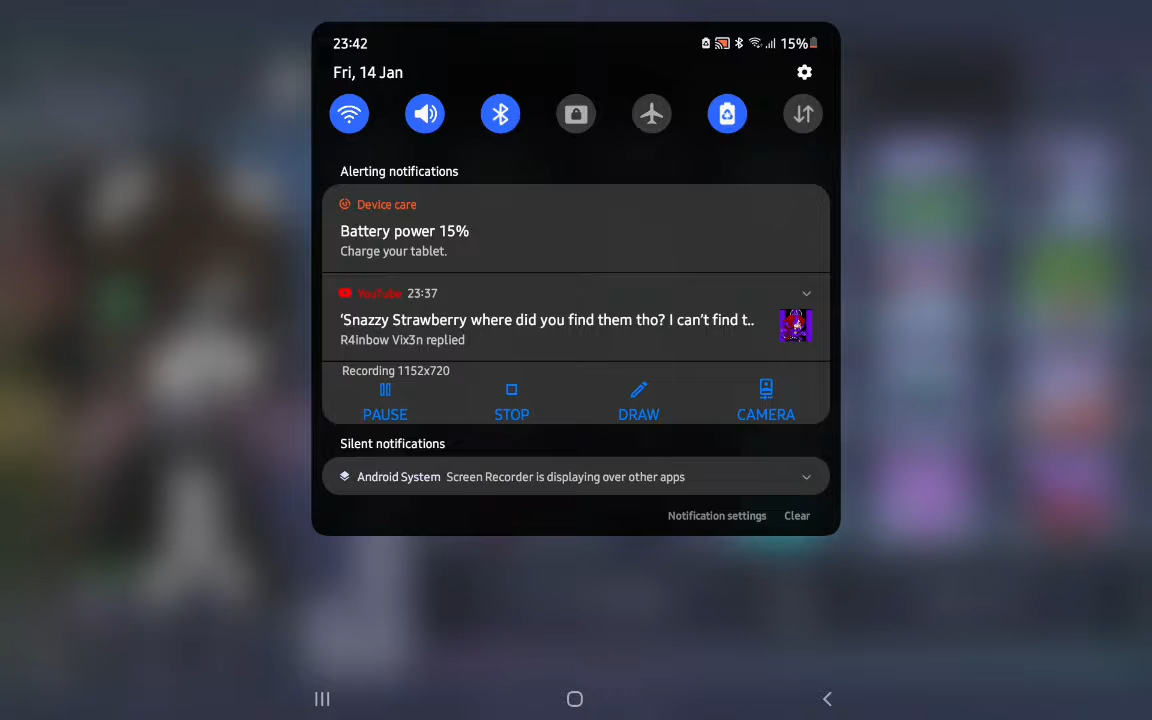 23:42
15%
Fri, 14 Jan
Alerting notifications
Device care
Battery power 15%
Charge your tablet.
YouTube 23:37
‘Snazzy Strawberry where did you find them tho? I can’t find t..
R4inbow Vix3n replied
Recording 1152x720
PAUSE STOP DRAW CAMERA
Silent notifications
Android System Screen Recorder is displaying over other apps
Notification settings Clear